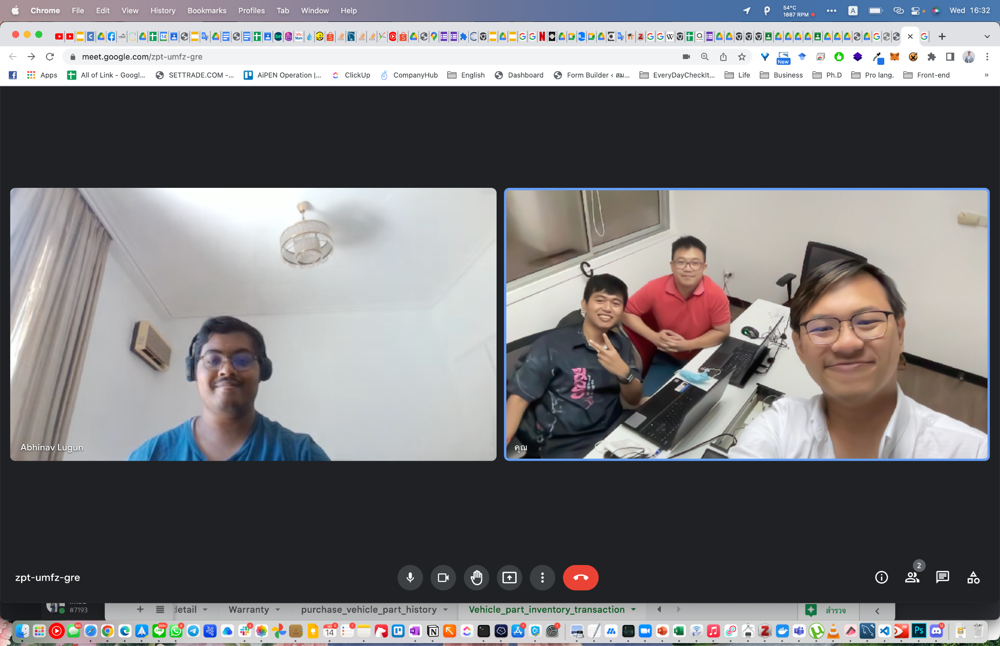 Chrome File Edit View History Bookmarks Profiles Tab Window Help 54°C 1887 RPM A Wed 16:32
meet.google.com/zpt-umfz-gre New
Apps All of Link - Googl... SETTRADE.COM -... AiPEN Operation |... ClickUp CompanyHub English Dashboard Form Builder ‹ สม... EveryDayCheckIt... Life Business Ph.D Pro lang. Front-end »
Abhinav Lugun
คุณ
zpt-umfz-gre
2
#7193
detail Warranty purchase_vehicle_part_history Vehicle_part_inventory_transaction สำรวจ